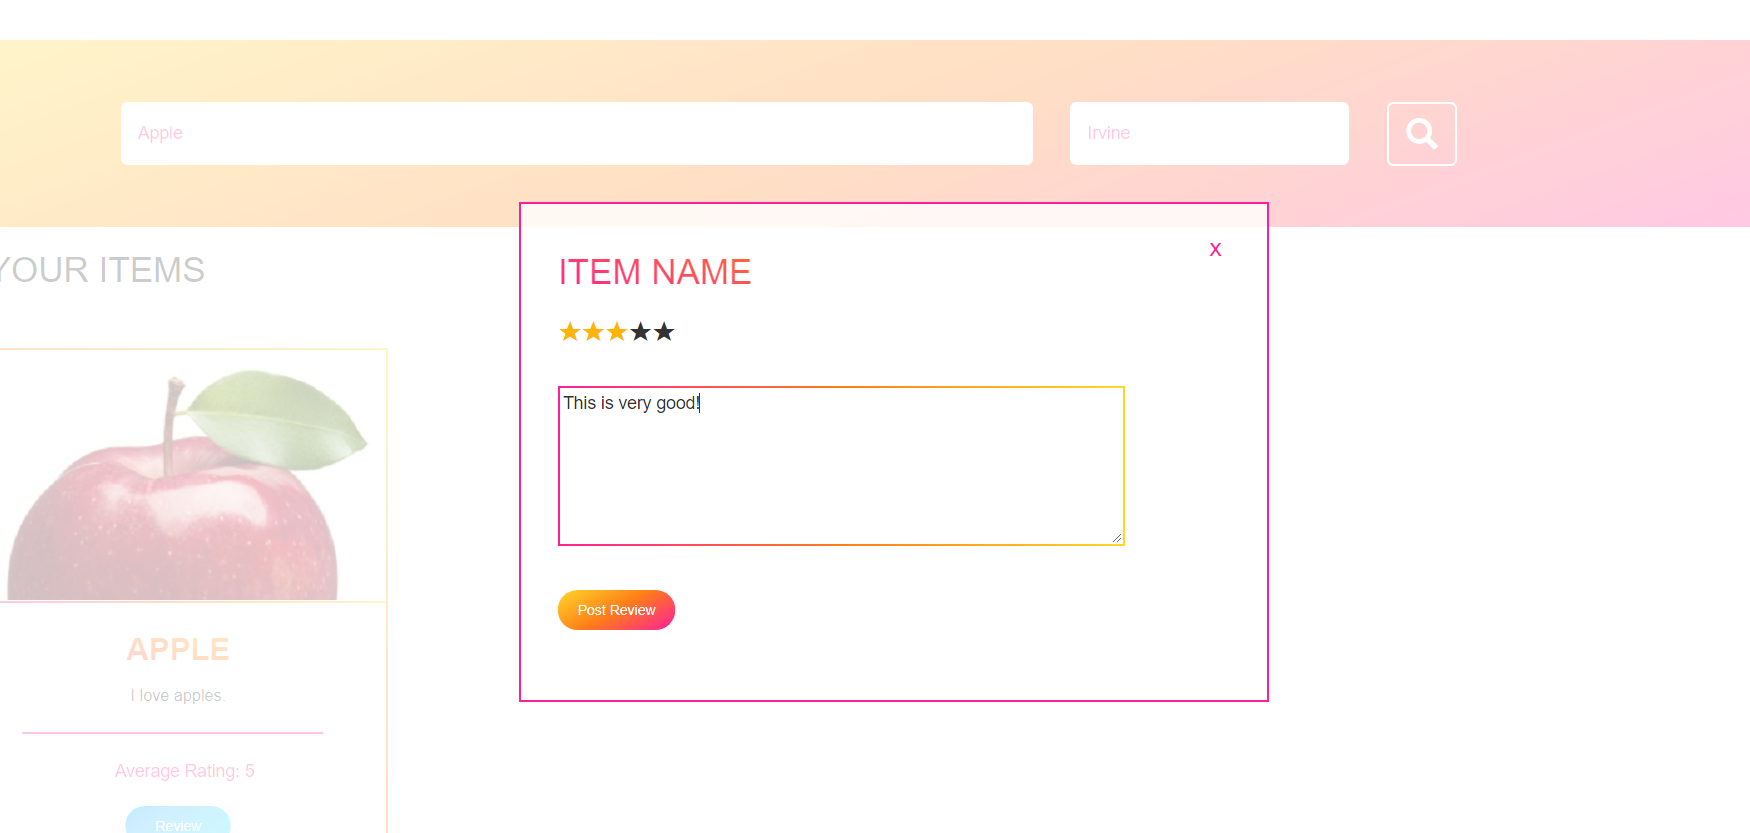 Apple
Irvine
YOUR ITEMS
x
ITEM NAME
This is very good!
Post Review
APPLE
I love apples.
Average Rating: 5
Review